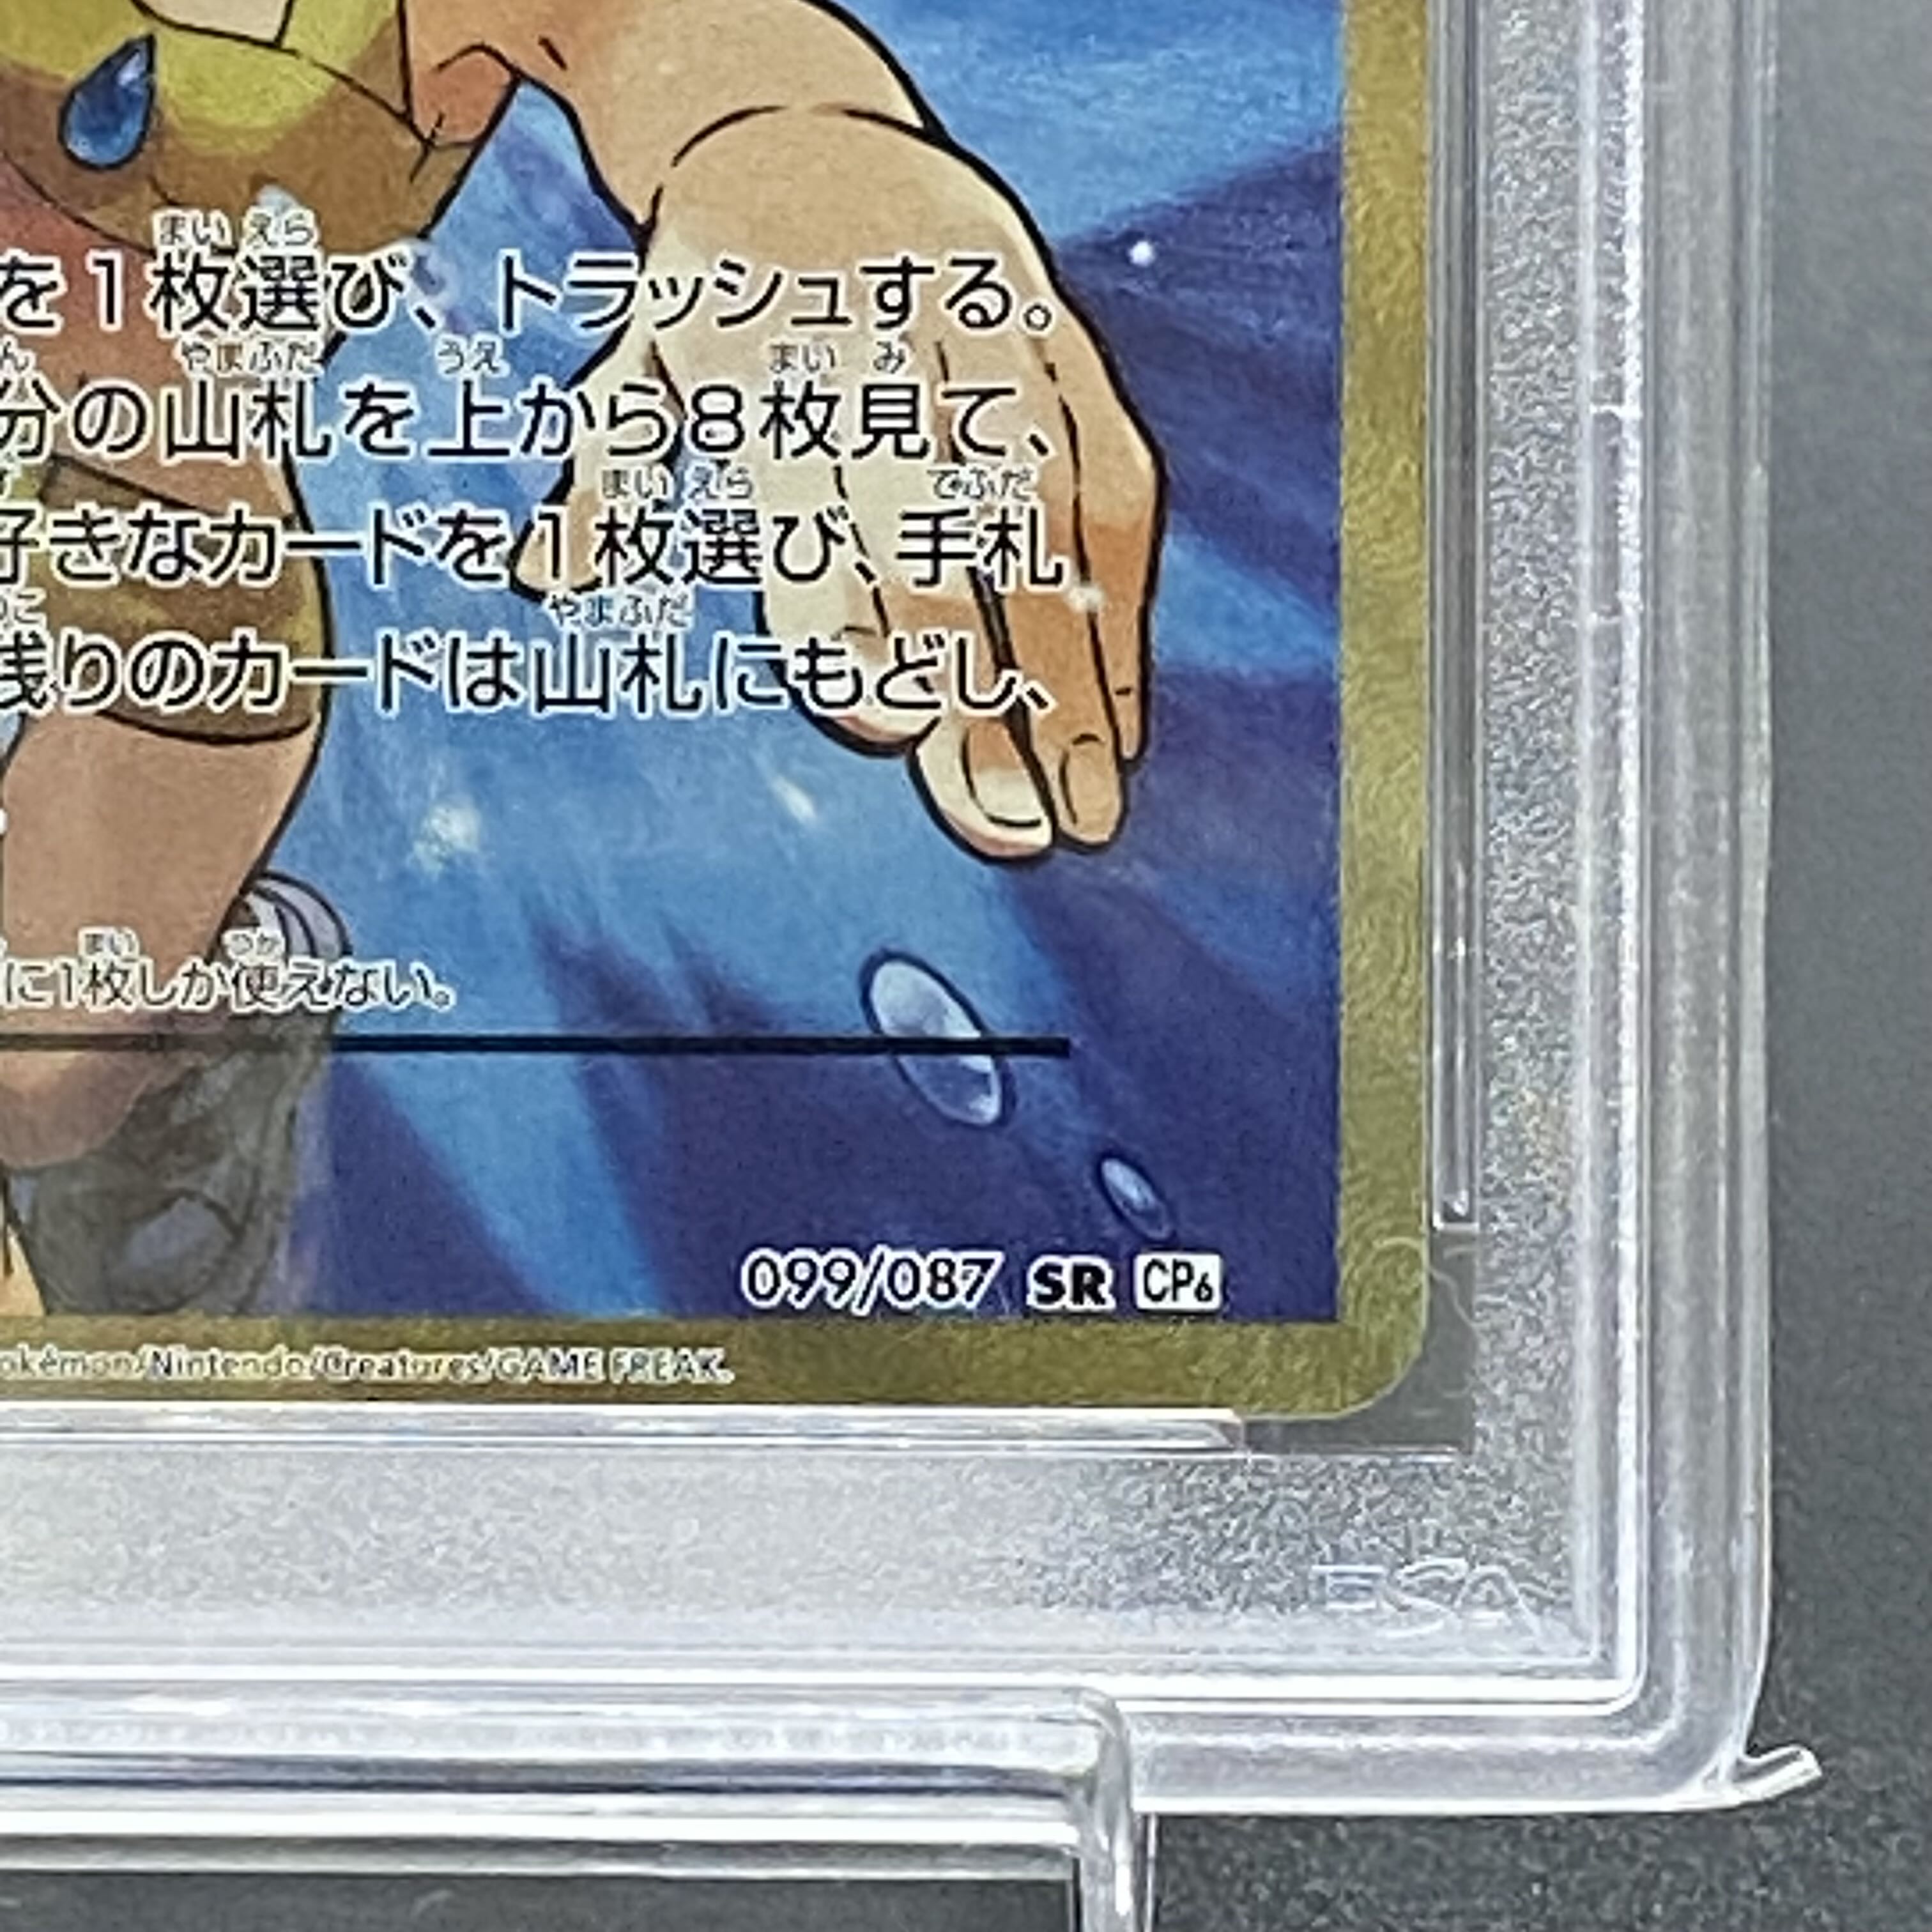 を1枚選び、トラッシュする。
分の山札を上から8枚見て、
好きなカードを1枚選び、手札
残りのカードは山札にもどし、
に1枚しか使えない。
099/087 SR CP6
okémon/Nintendo/Creatures/GAME FREAK.